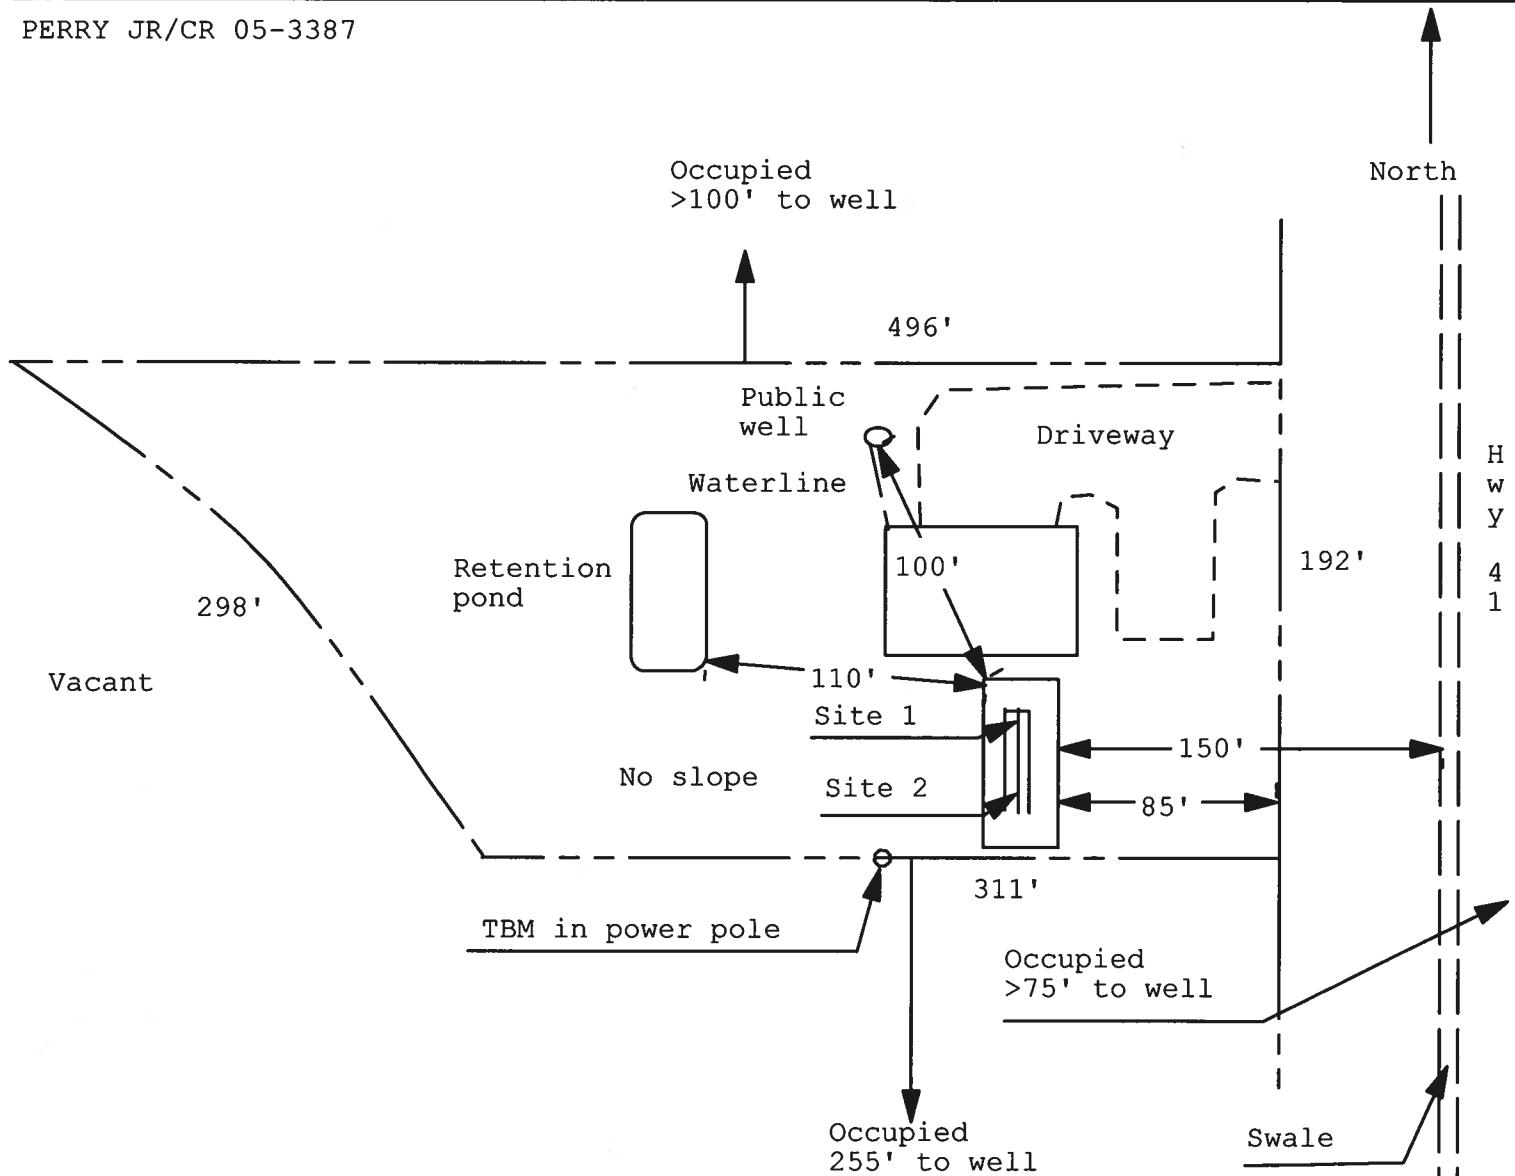 PERRY JR/CR 05-3387
North
Occupied
>100' to well
496'
Public
well
Driveway
Waterline
Hwy 41
Retention
pond
100'
192'
298'
Vacant
110'
Site 1
150'
No slope
Site 2
85'
311'
TBM in power pole
Occupied
>75' to well
Occupied
255' to well
Swale